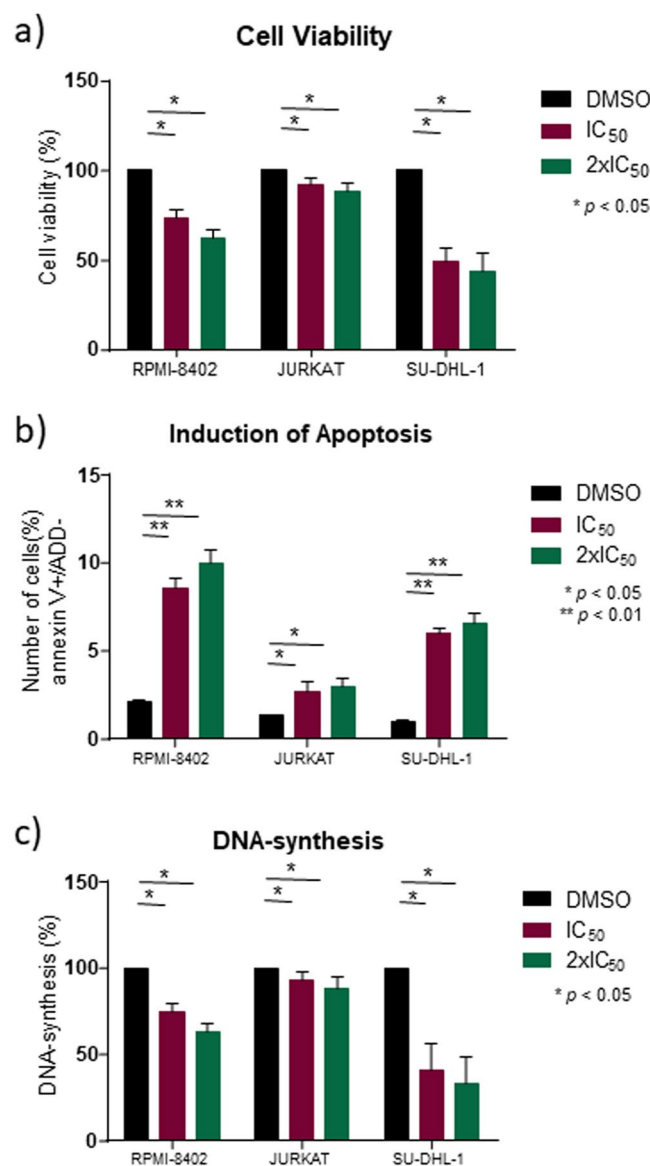 a)
Cell Viability
Cell viability (%)
150
100
50
0
*
*
*
*
*
*
RPMI-8402
JURKAT
SU-DHL-1
DMSO
IC50
2xIC50
* p < 0.05
b)
Induction of Apoptosis
Number of cells(%)
annexin V+/ADD-
15
10
5
0
**
**
*
*
**
**
RPMI-8402
JURKAT
SU-DHL-1
DMSO
IC50
2xIC50
* p < 0.05
** p < 0.01
c)
DNA-synthesis
DNA-synthesis (%)
150
100
50
0
*
*
*
*
*
*
RPMI-8402
JURKAT
SU-DHL-1
DMSO
IC50
2xIC50
* p < 0.05